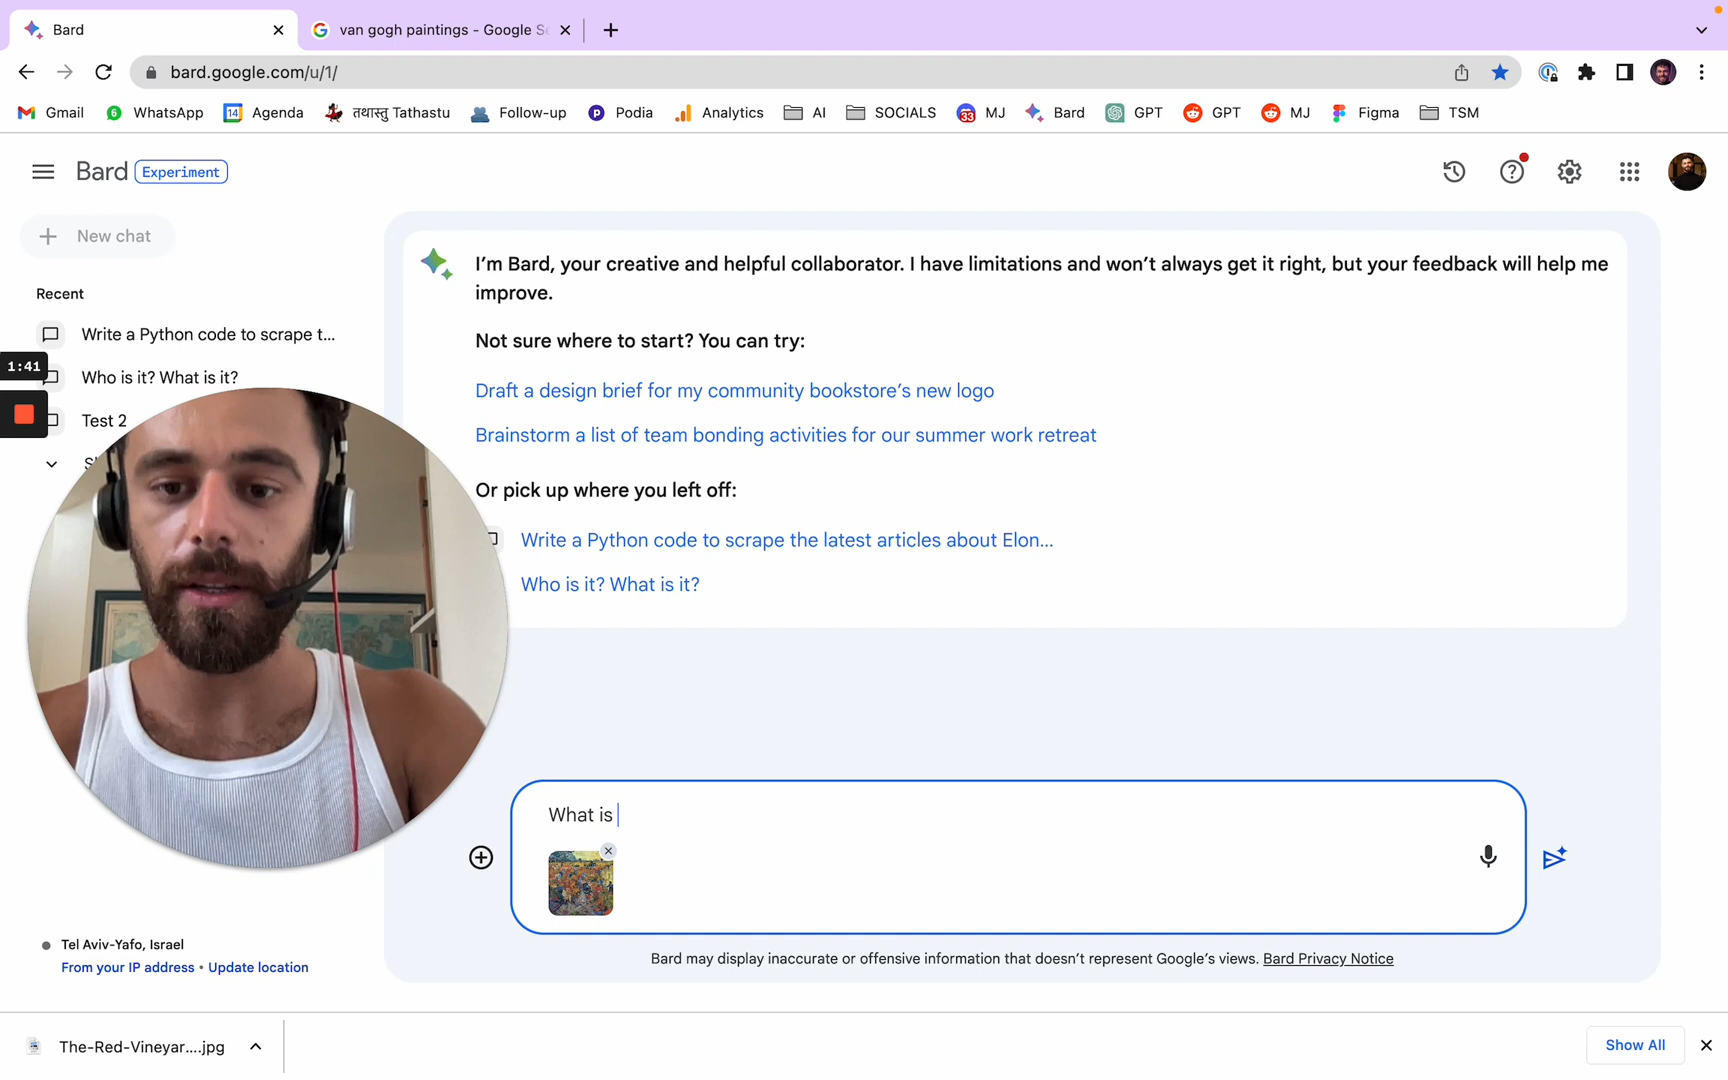 Bard
van gogh paintings - Google Se
bard.google.com/u/1/
Gmail
6
WhatsApp
14
Agenda
तथास्तु Tathastu
Follow-up
Podia
Analytics
AI
SOCIALS
33
MJ
Bard
GPT
GPT
MJ
Figma
TSM
Bard
Experiment
New chat
Recent
Write a Python code to scrape t...
Who is it? What is it?
Test 2
1:41
I'm Bard, your creative and helpful collaborator. I have limitations and won't always get it right, but your feedback will help me
improve.
Not sure where to start? You can try:
Draft a design brief for my community bookstore's new logo
Brainstorm a list of team bonding activities for our summer work retreat
Or pick up where you left off:
Write a Python code to scrape the latest articles about Elon...
Who is it? What is it?
What is
Tel Aviv-Yafo, Israel
From your IP address • Update location
Bard may display inaccurate or offensive information that doesn't represent Google's views. Bard Privacy Notice
The-Red-Vineyar....jpg
Show All